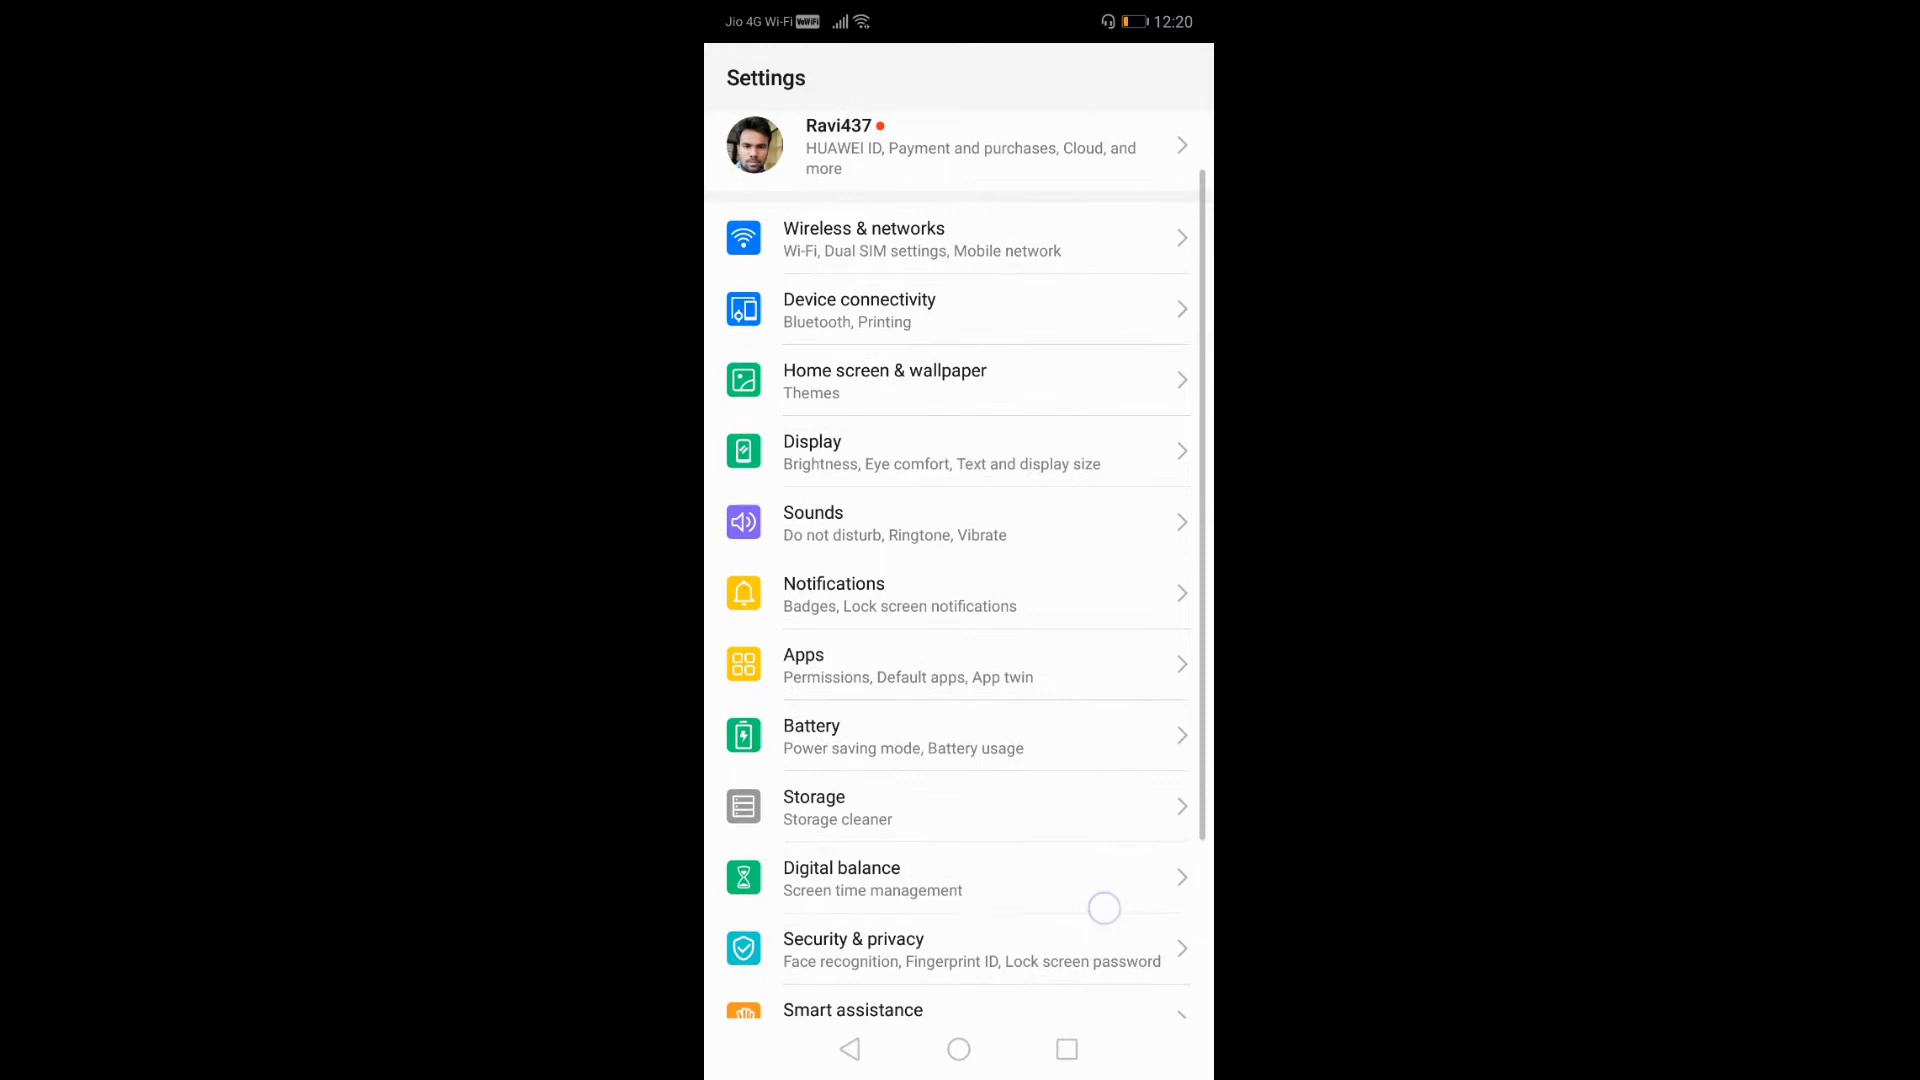 Jio 4G Wi-Fi VoWiFi 12:20
Settings
Ravi437
HUAWEI ID, Payment and purchases, Cloud, and
more
Wireless & networks
Wi-Fi, Dual SIM settings, Mobile network
Device connectivity
Bluetooth, Printing
Home screen & wallpaper
Themes
Display
Brightness, Eye comfort, Text and display size
Sounds
Do not disturb, Ringtone, Vibrate
Notifications
Badges, Lock screen notifications
Apps
Permissions, Default apps, App twin
Battery
Power saving mode, Battery usage
Storage
Storage cleaner
Digital balance
Screen time management
Security & privacy
Face recognition, Fingerprint ID, Lock screen password
Smart assistance